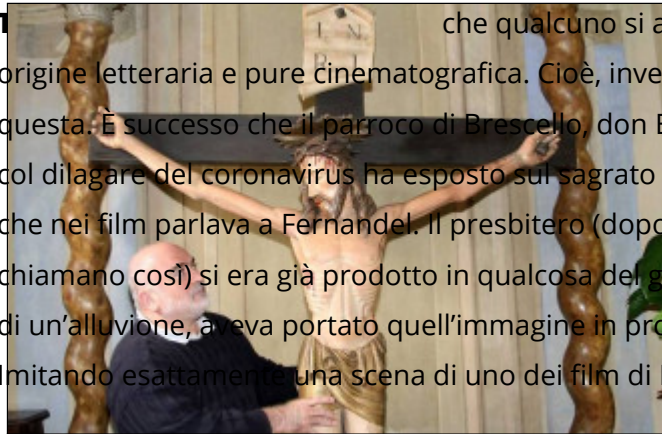 che qualcuno si a
I N
R I
origine letteraria e pure cinematografica. Cioè, inve
questa. È successo che il parroco di Brescello, don
col dilagare del coronavirus ha esposto sul sagrato
che nei film parlava a Fernandel. Il presbitero (dopo
chiamano così) si era già prodotto in qualcosa del g
di un’alluvione, aveva portato quell’immagine in pro
Imitando esattamente una scena di uno dei film di